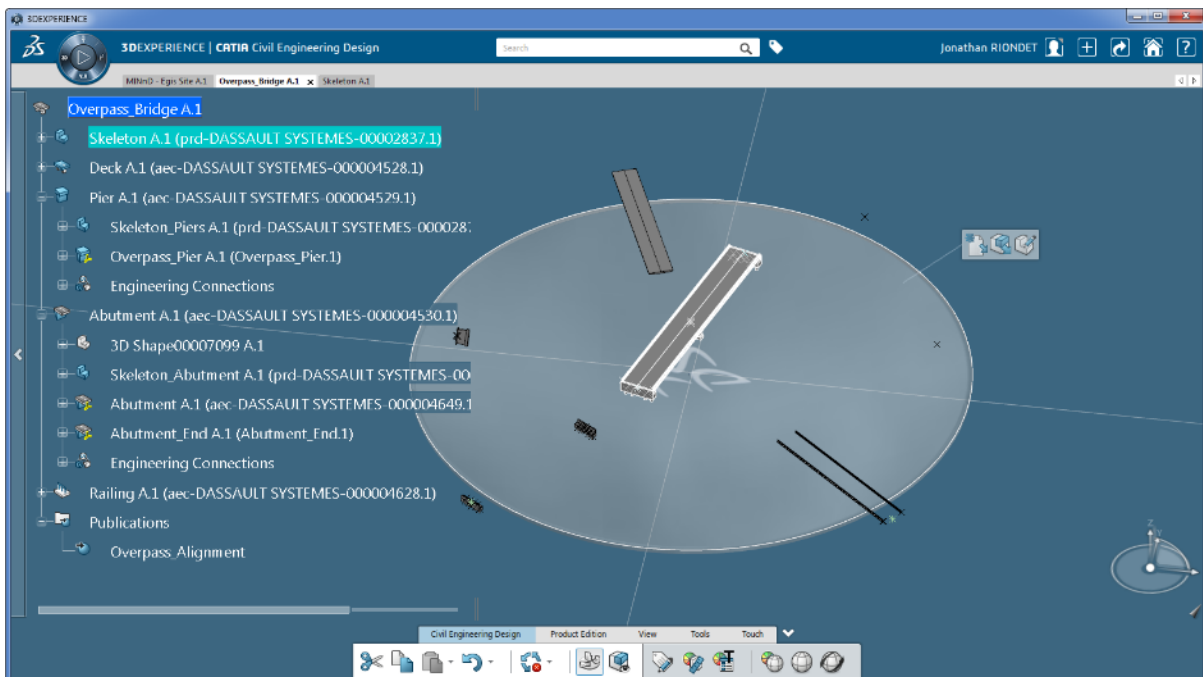 3DEXPERIENCE
3DEXPERIENCE | CATIA Civil Engineering Design
Search
Jonathan RIONDET
MINnD - Egis Site A.1
Overpass_Bridge A.1 x
Skeleton A.1
Overpass_Bridge A.1
Skeleton A.1 (prd-DASSAULT SYSTEMES-00002837.1)
Deck A.1 (aec-DASSAULT SYSTEMES-000004528.1)
Pier A.1 (aec-DASSAULT SYSTEMES-000004529.1)
Skeleton_Piers A.1 (prd-DASSAULT SYSTEMES-000028
Overpass_Pier A.1 (Overpass_Pier.1)
Engineering Connections
Abutment A.1 (aec-DASSAULT SYSTEMES-000004530.1)
3D Shape00007099 A.1
Skeleton_Abutment A.1 (prd-DASSAULT SYSTEMES-00
Abutment A.1 (aec-DASSAULT SYSTEMES-000004649.1
Abutment_End A.1 (Abutment_End.1)
Engineering Connections
Railing A.1 (aec-DASSAULT SYSTEMES-000004628.1)
Publications
Overpass_Alignment
Civil Engineering Design
Product Edition
View
Tools
Touch